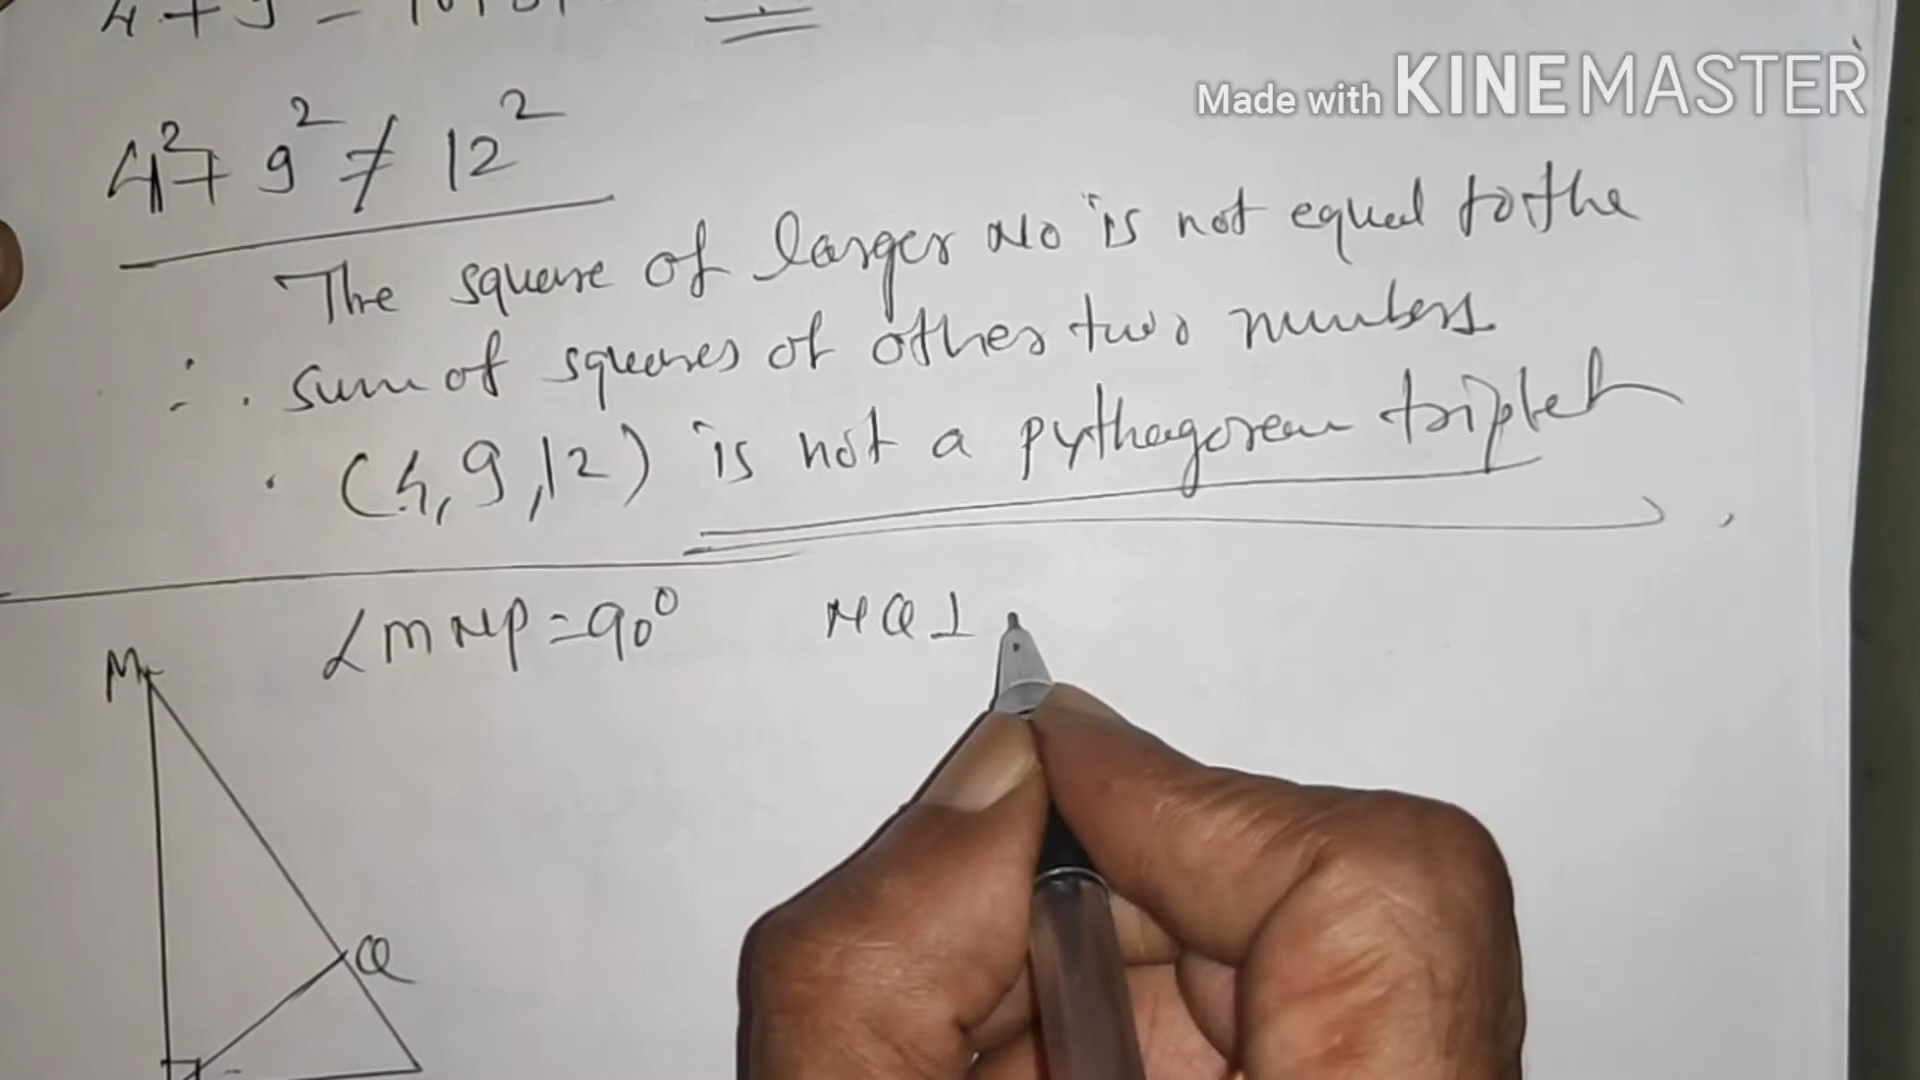 Made with KINEMASTER
4² + 9² ≠ 12²
The square of larger No is not equal to the
sum of squares of other two numbers
∴ (4, 9, 12) is not a pythagorean triplet
∠MNP = 90° NQ ⊥
M
Q